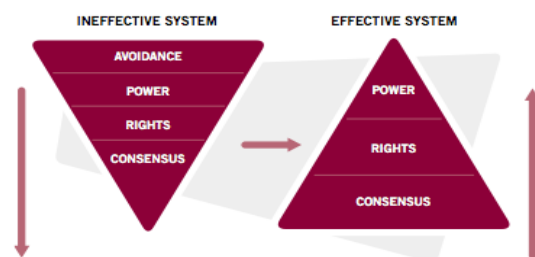 INEFFECTIVE SYSTEM
AVOIDANCE
POWER
RIGHTS
CONSENSUS
EFFECTIVE SYSTEM
POWER
RIGHTS
CONSENSUS